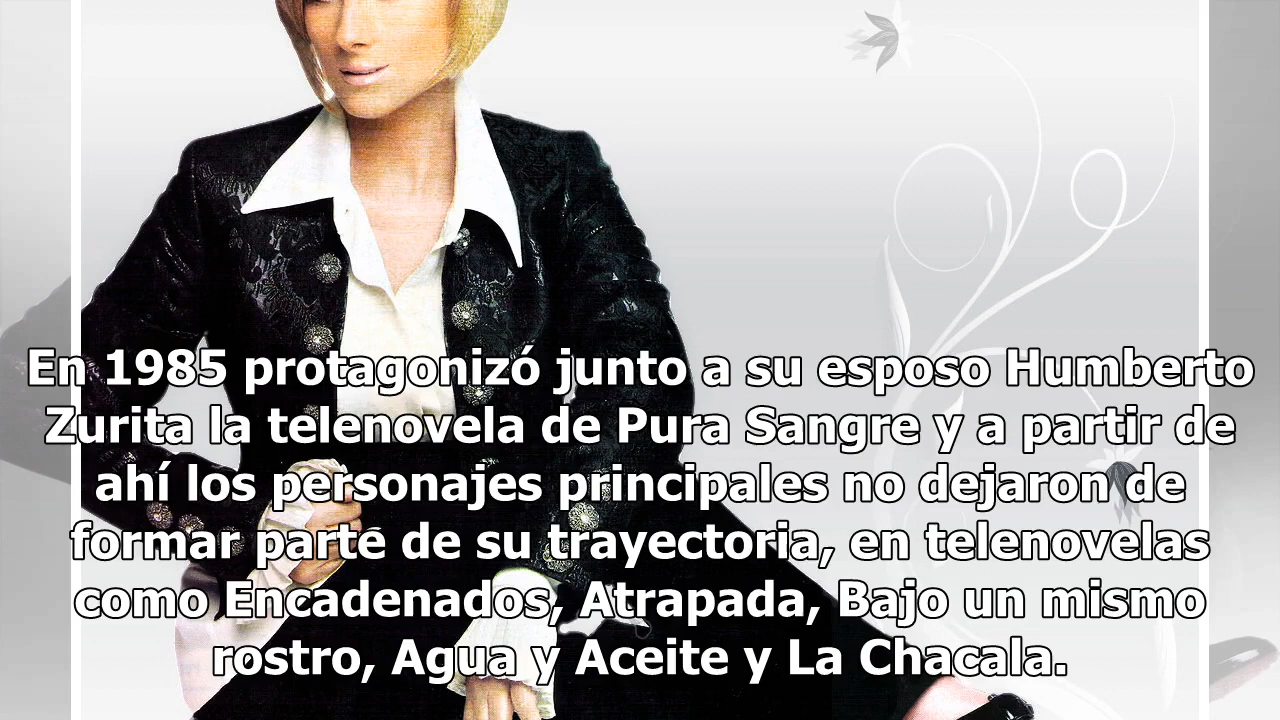 En 1985 protagonizó junto a su esposo Humberto
Zurita la telenovela de Pura Sangre y a partir de
ahí los personajes principales no dejaron de
formar parte de su trayectoria, en telenovelas
como Encadenados, Atrapada, Bajo un mismo
rostro, Agua y Aceite y La Chacala.